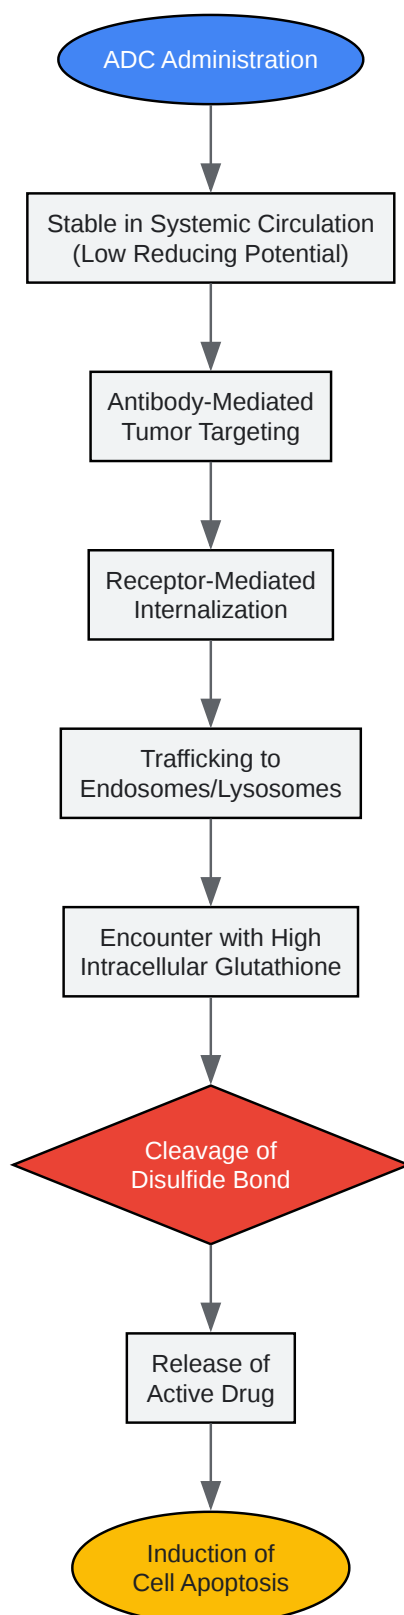 ADC Administration
Stable in Systemic Circulation
(Low Reducing Potential)
Antibody-Mediated
Tumor Targeting
Receptor-Mediated
Internalization
Trafficking to
Endosomes/Lysosomes
Encounter with High
Intracellular Glutathione
Cleavage of
Disulfide Bond
Release of
Active Drug
Induction of
Cell Apoptosis